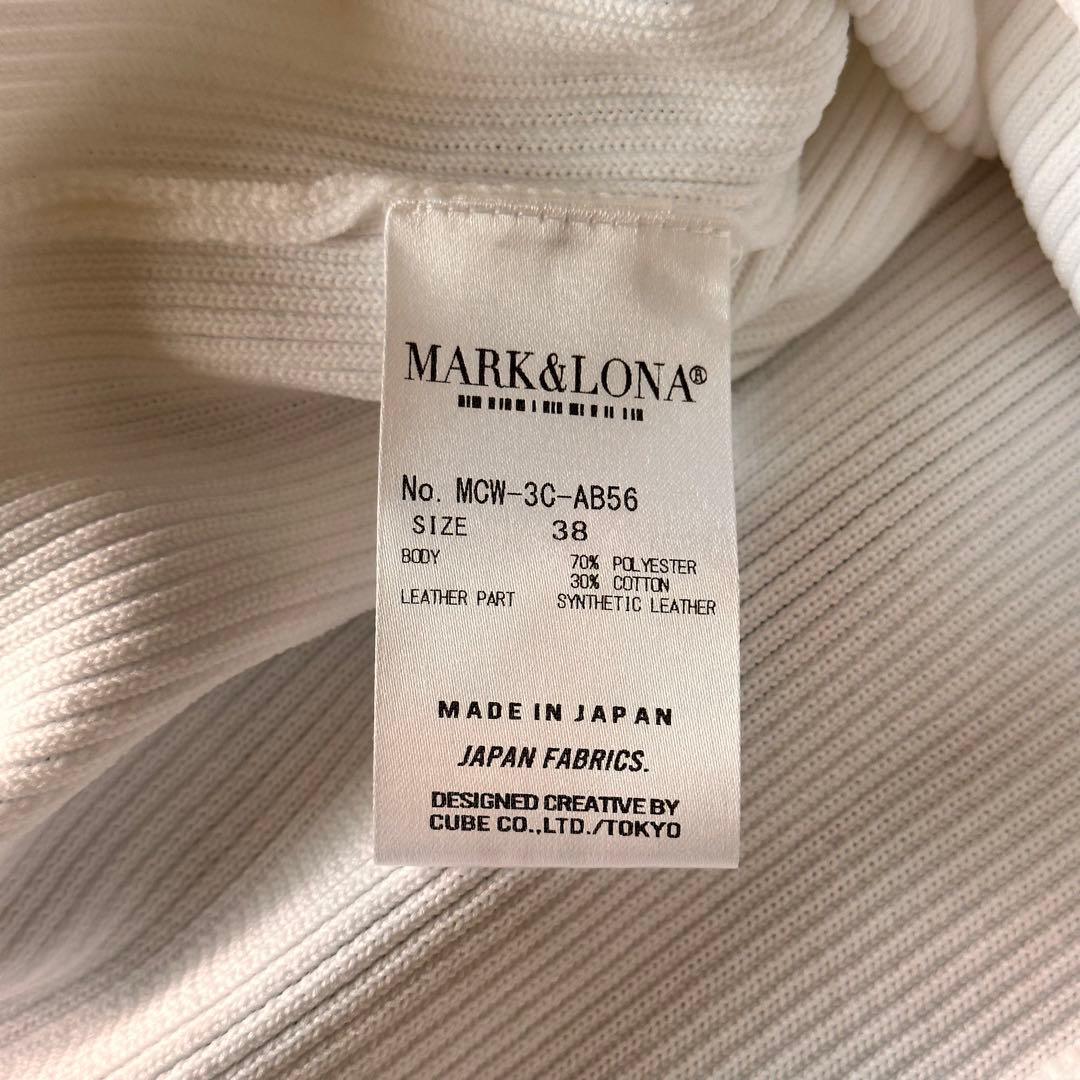 MARK&LONA®
No. MCW-3C-AB56
SIZE 38
BODY 70% POLYESTER
30% COTTON
LEATHER PART SYNTHETIC LEATHER
MADE IN JAPAN
JAPAN FABRICS.
DESIGNED CREATIVE BY
CUBE CO.,LTD./TOKYO